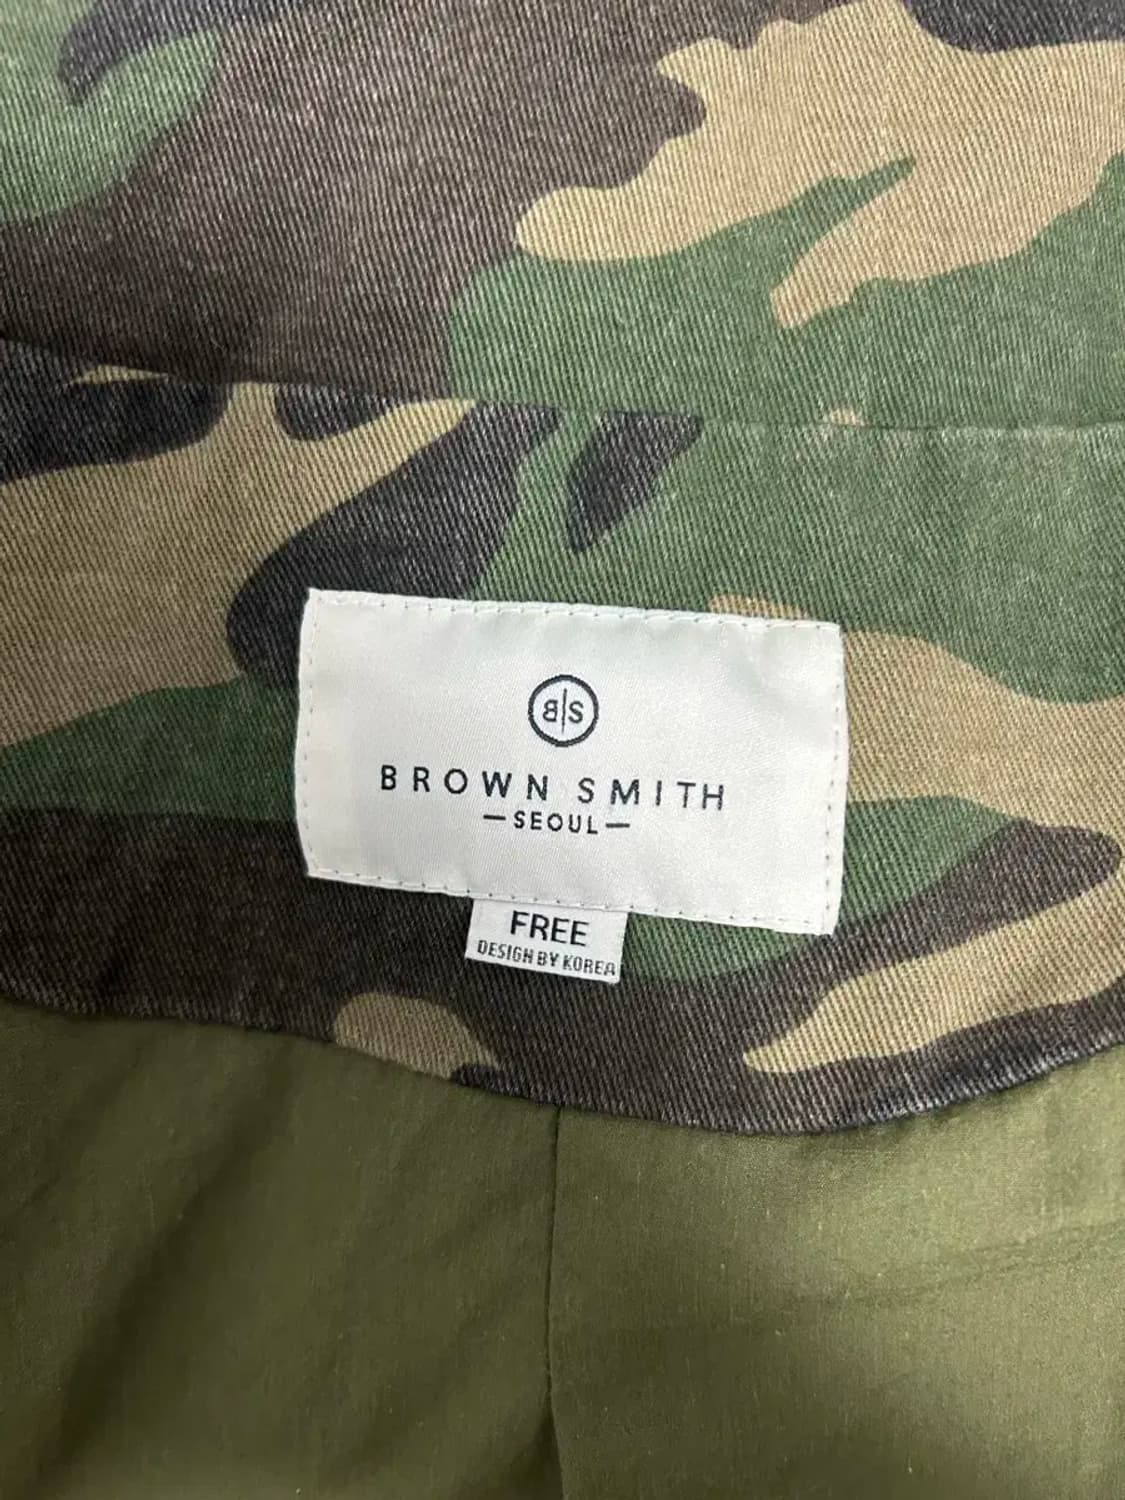 B|S
BROWN SMITH
—SEOUL—
FREE
DESIGN BY KOREA